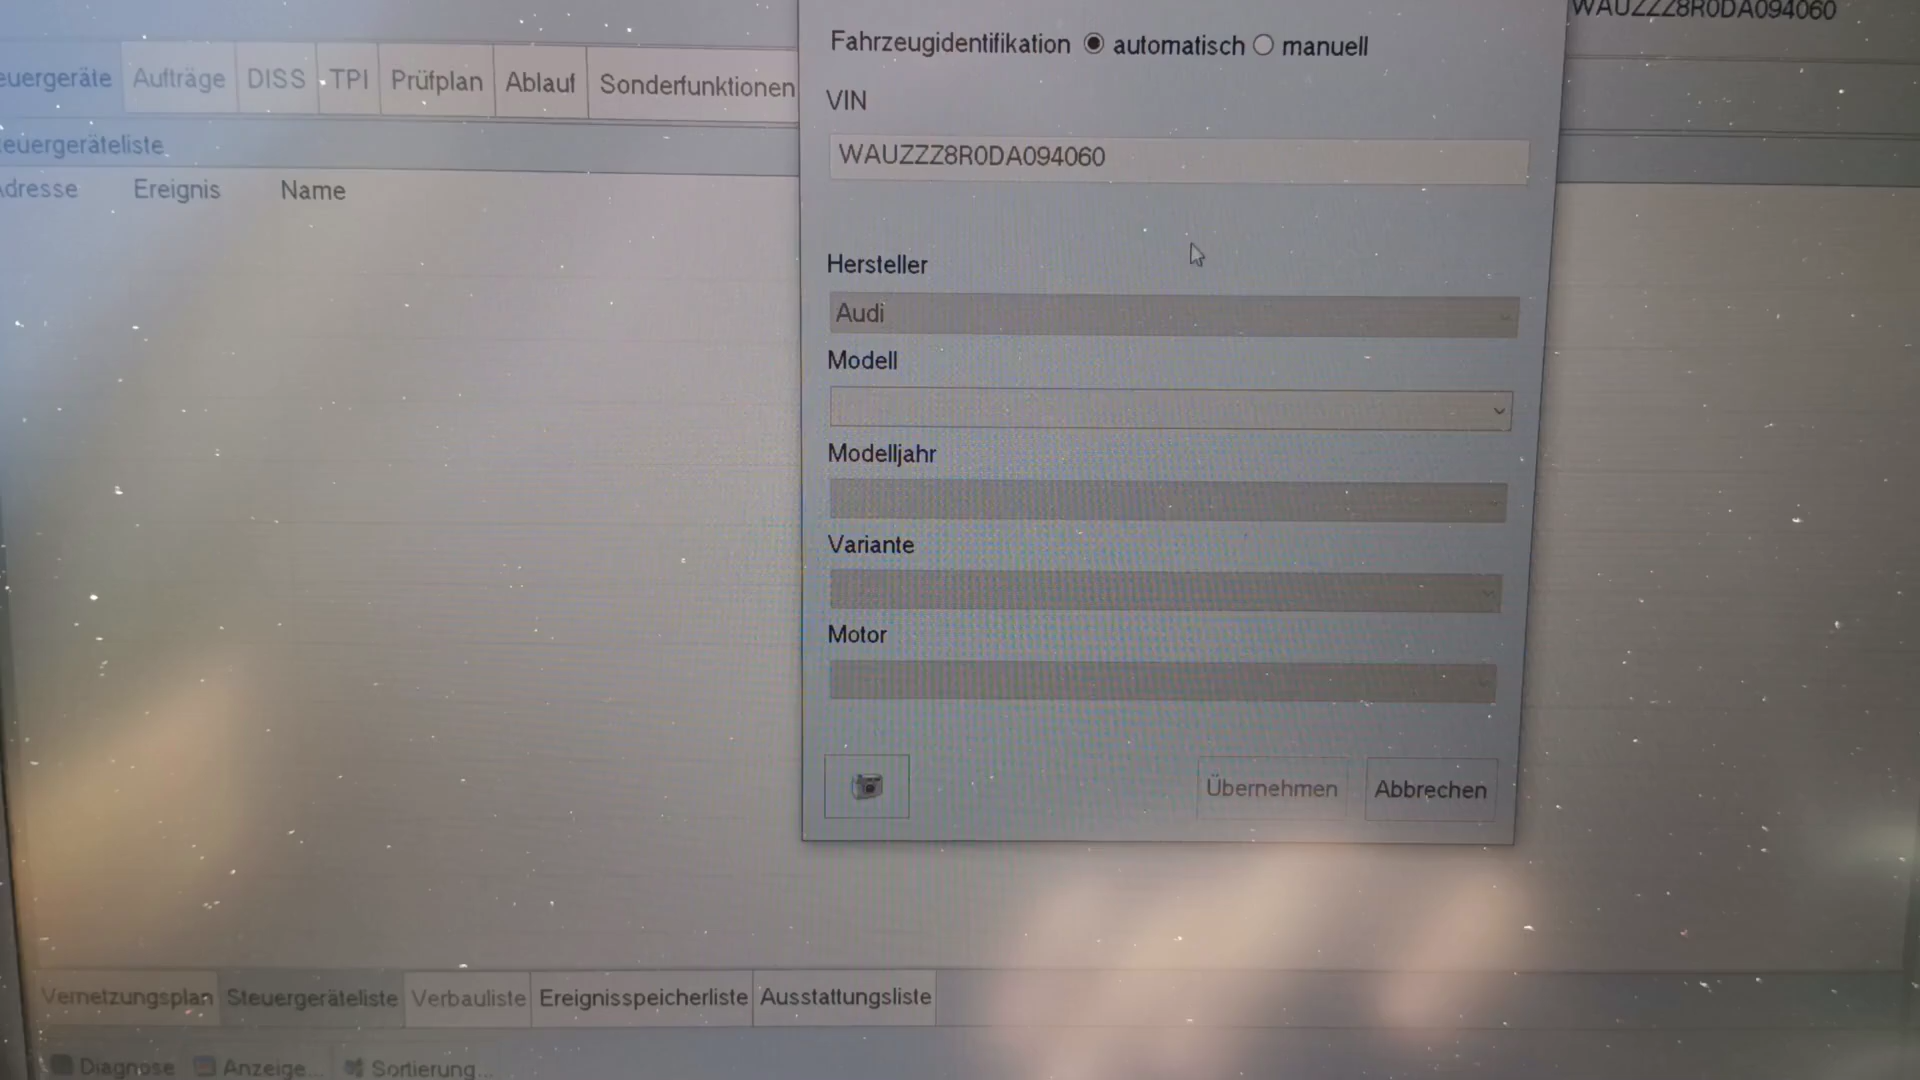 WAUZZZ8R0DA094060
Fahrzeugidentifikation automatisch manuell
euergeräte Aufträge DISS TPI Prüfplan Ablauf Sonderfunktionen
VIN
WAUZZZ8R0DA094060
euergeräteliste
Adresse Ereignis Name
Hersteller
Audi
Modell
Modelljahr
Variante
Motor
Übernehmen Abbrechen
Vernetzungsplan Steuergeräteliste Verbauliste Ereignisspeicherliste Ausstattungsliste
Diagnose Anzeige... Sortierung...